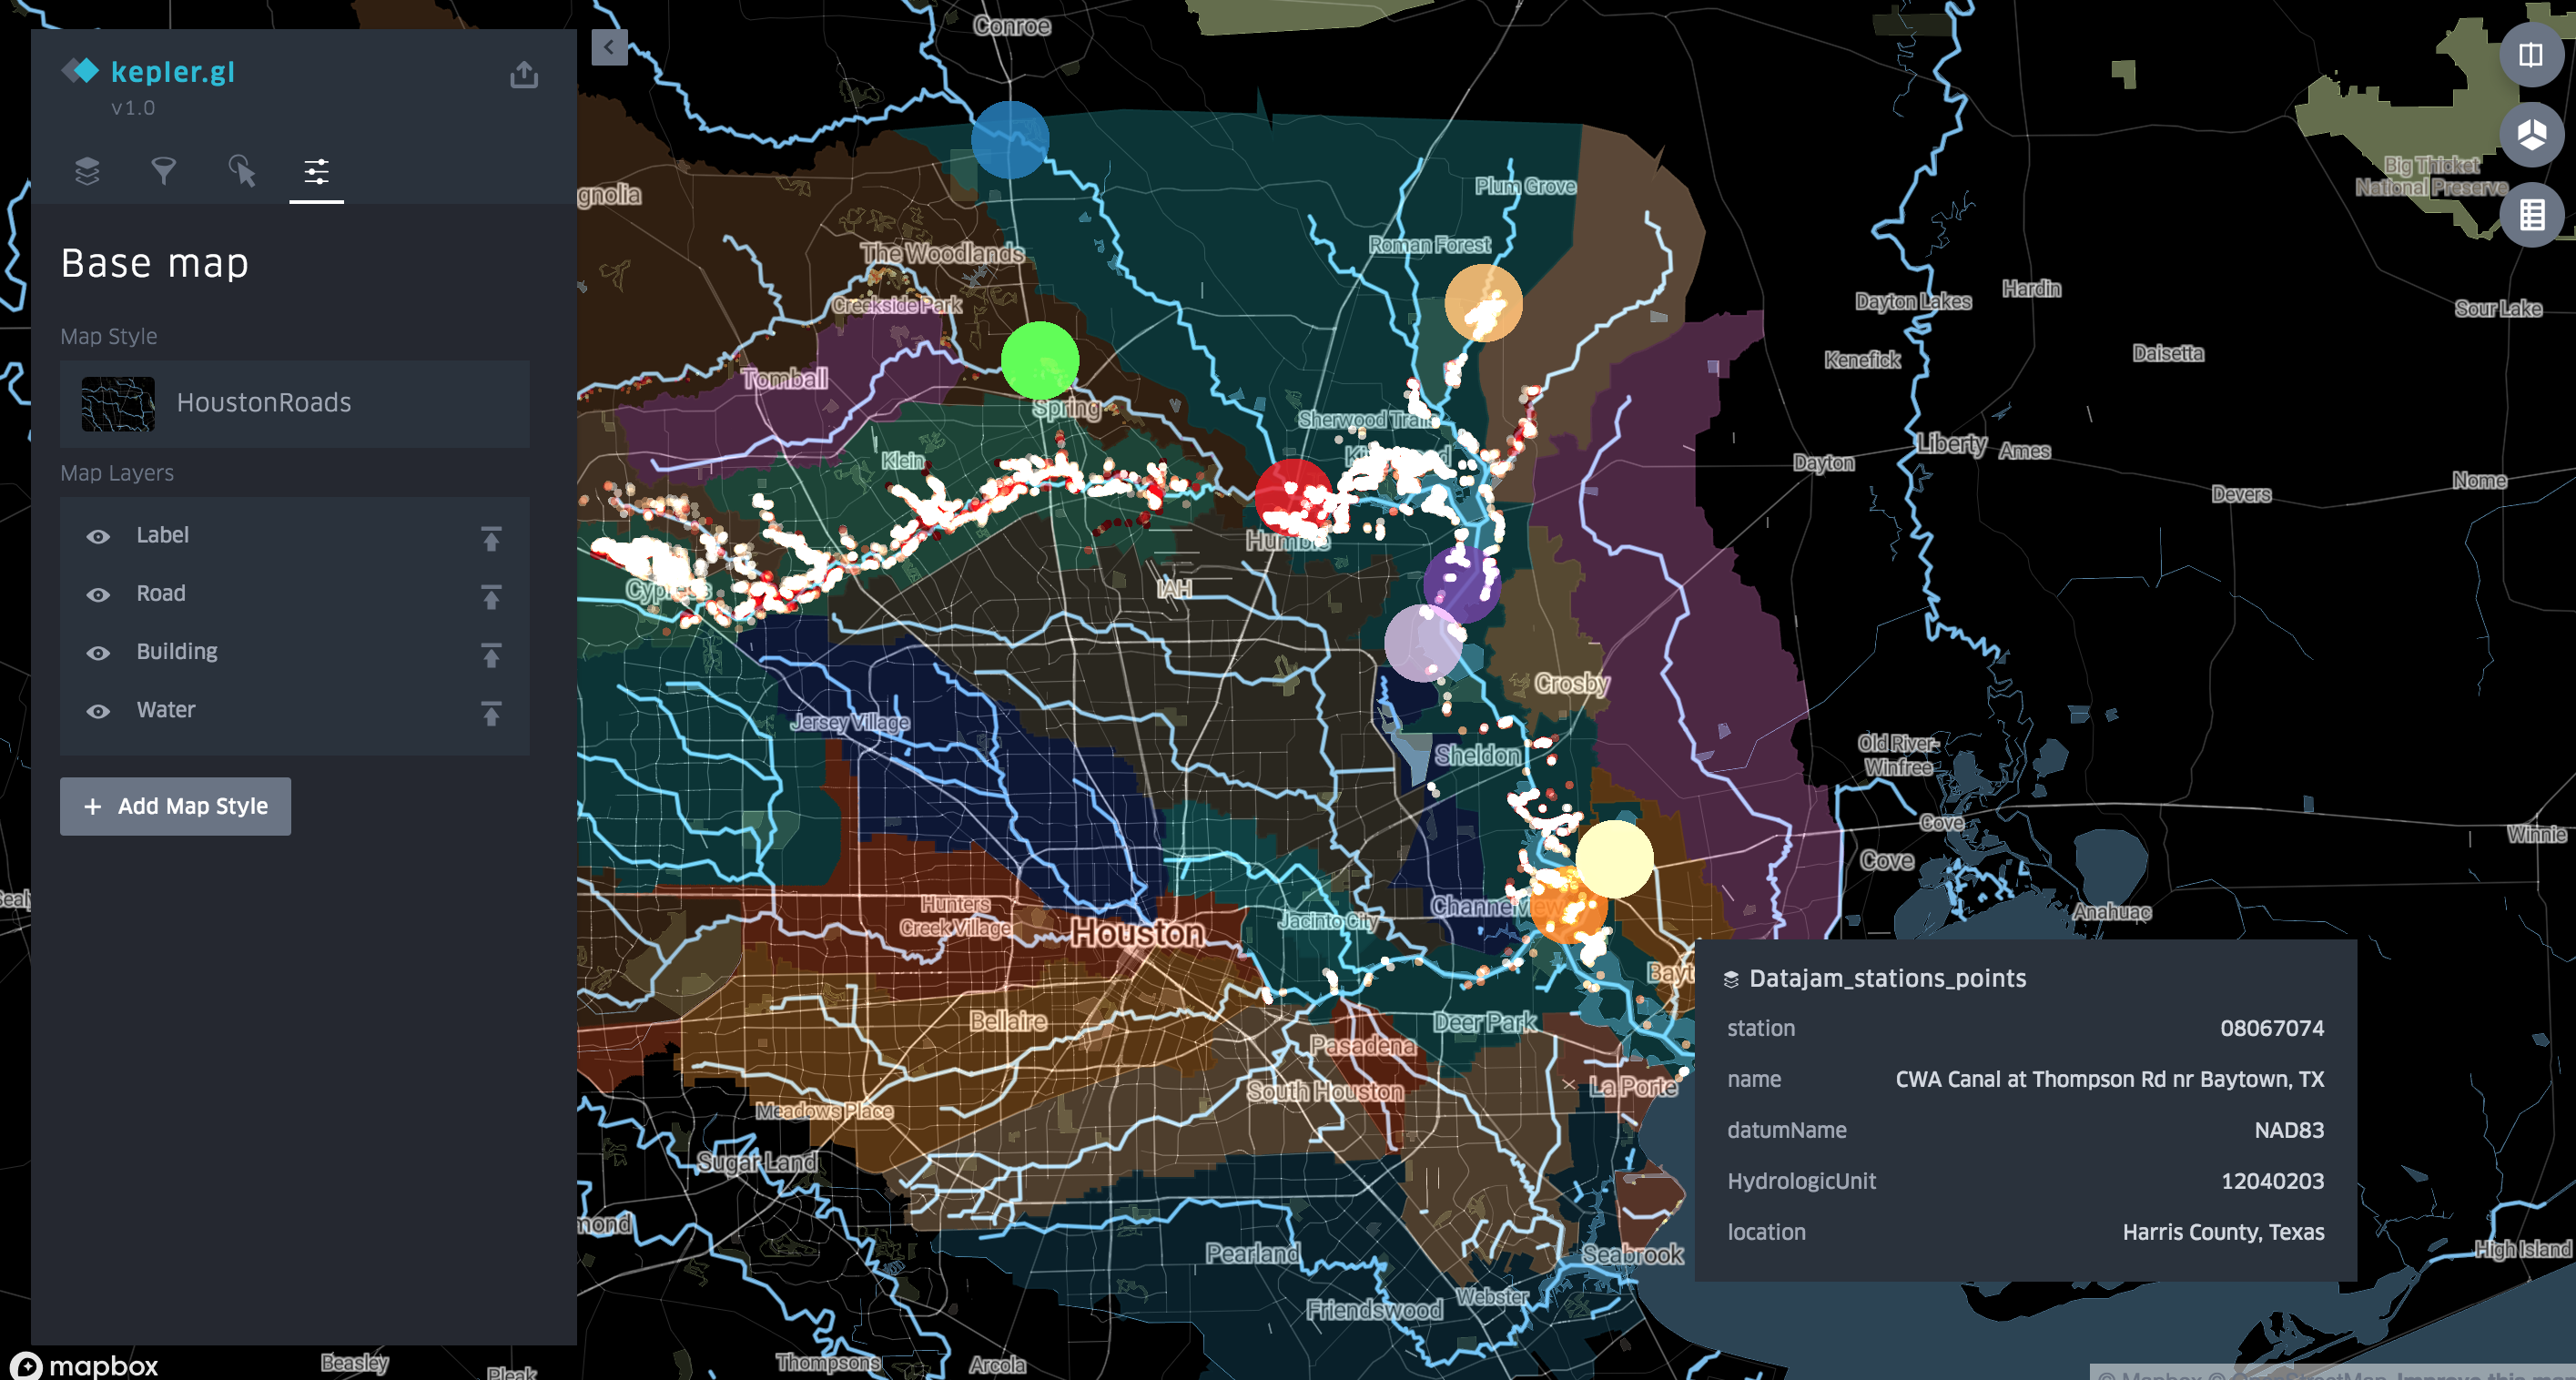 kepler.gl
v1.0
Base map
Map Style
HoustonRoads
Map Layers
Label
Road
Building
Water
+ Add Map Style
mapbox
Conroe
gnolia
Plum Grove
Big Thicket
National Preserve
The Woodlands
Roman Forest
Creekside Park
Dayton Lakes
Hardin
Sour Lake
Kenefick
Daisetta
Tomball
Spring
Sherwood Trails
Liberty
Ames
Klein
Dayton
Nome
Devers
Humble
IAH
Cypress
Crosby
Jersey Village
Sheldon
Old River-
Winfree
Cove
Cove
Winnie
Hunters
Creek Village
Channelview
Jacinto City
Houston
Anahuac
Bayt
Bellaire
Deer Park
Pasadena
South Houston
La Porte
Meadows Place
Sugar Land
mond
Pearland
Seabrook
High Island
Webster
Friendswood
Beasley
Pleak
Thompsons
Arcola
Datajam_stations_points
station 08067074
name CWA Canal at Thompson Rd nr Baytown, TX
datumName NAD83
HydrologicUnit 12040203
location Harris County, Texas
© Mapbox © OpenStreetMap Improve this ma